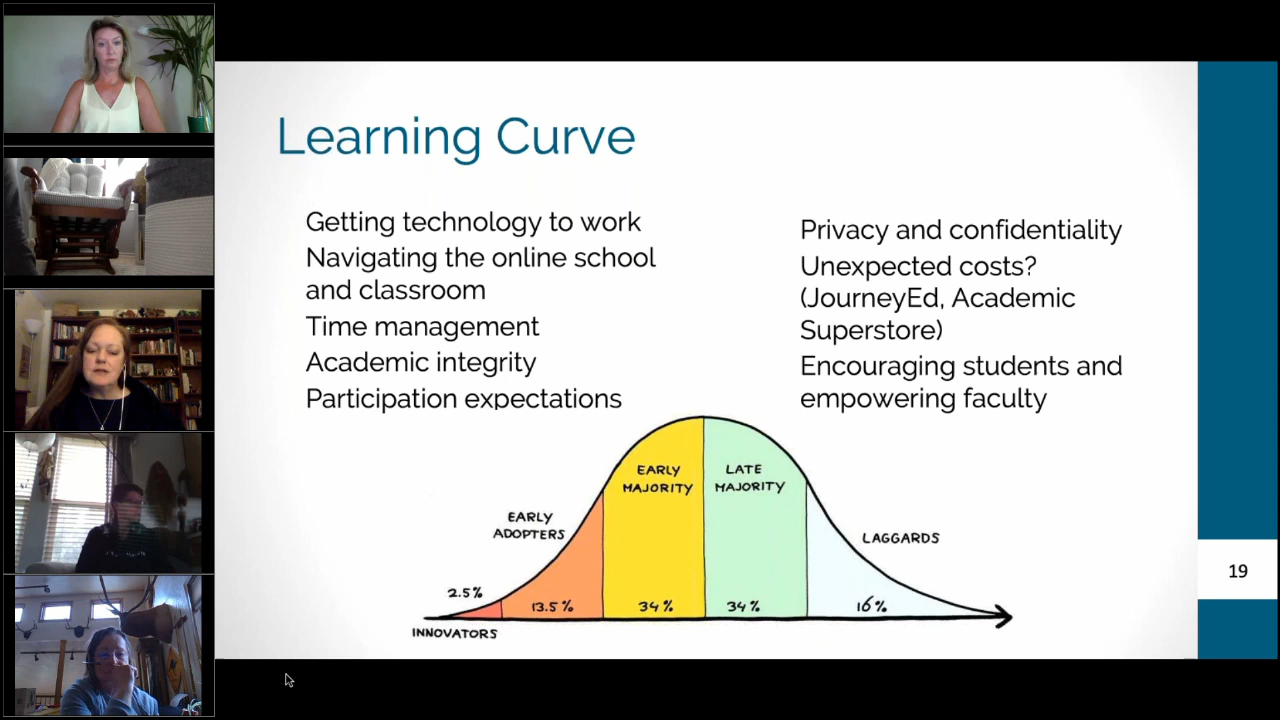 Learning Curve
Getting technology to work
Navigating the online school
and classroom
Time management
Academic integrity
Participation expectations
Privacy and confidentiality
Unexpected costs?
(JourneyEd, Academic
Superstore)
Encouraging students and
empowering faculty
EARLY
MAJORITY
LATE
MAJORITY
EARLY
ADOPTERS
LAGGARDS
2.5%
13.5%
34%
34%
16%
INNOVATORS
19